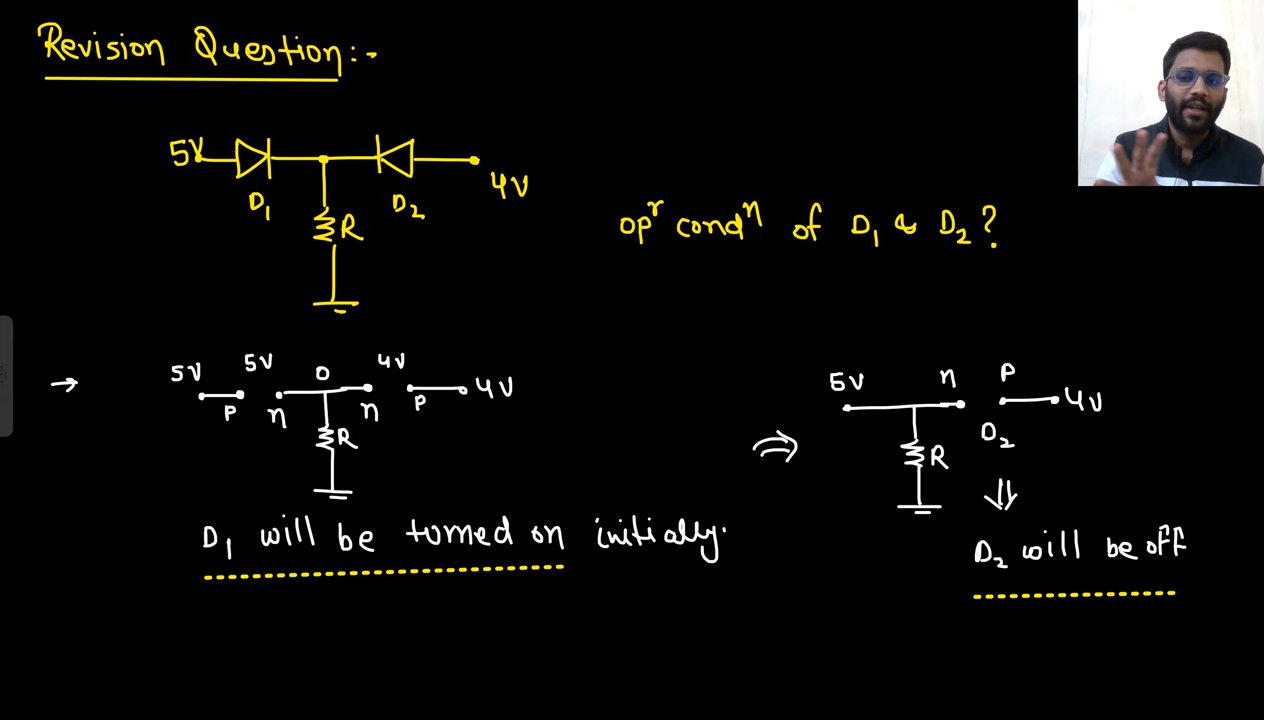 Revision Question:-
5V
D1
D2
4V
R
opr condn of D1 & D2?
→ 5V 5V 0 4V 4V
P n n P
R
D1 will be turned on initially.
⇒ 5V n P 4V
R
D2
⇓
D2 will be off